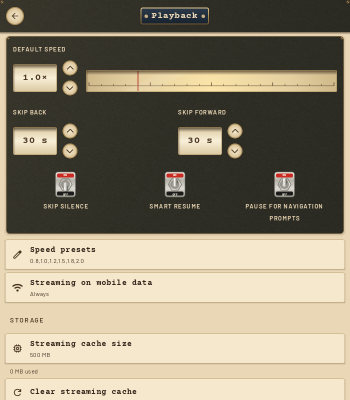 Playback
DEFAULT SPEED
1.0×
SKIP BACK
SKIP FORWARD
30 s
30 s
SKIP SILENCE
SMART RESUME
PAUSE FOR NAVIGATION PROMPTS
Speed presets
0.8,1.0,1.2,1.5,1.8,2.0
Streaming on mobile data
Always
STORAGE
Streaming cache size
500 MB
0 MB used
Clear streaming cache